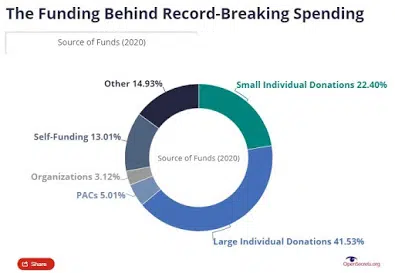 The Funding Behind Record-Breaking Spending
Source of Funds (2020)
Other 14.93%
Small Individual Donations 22.40%
Self-Funding 13.01%
Source of Funds (2020)
Organizations 3.12%
PACs 5.01%
Large Individual Donations 41.53%
Share
OpenSecrets.org